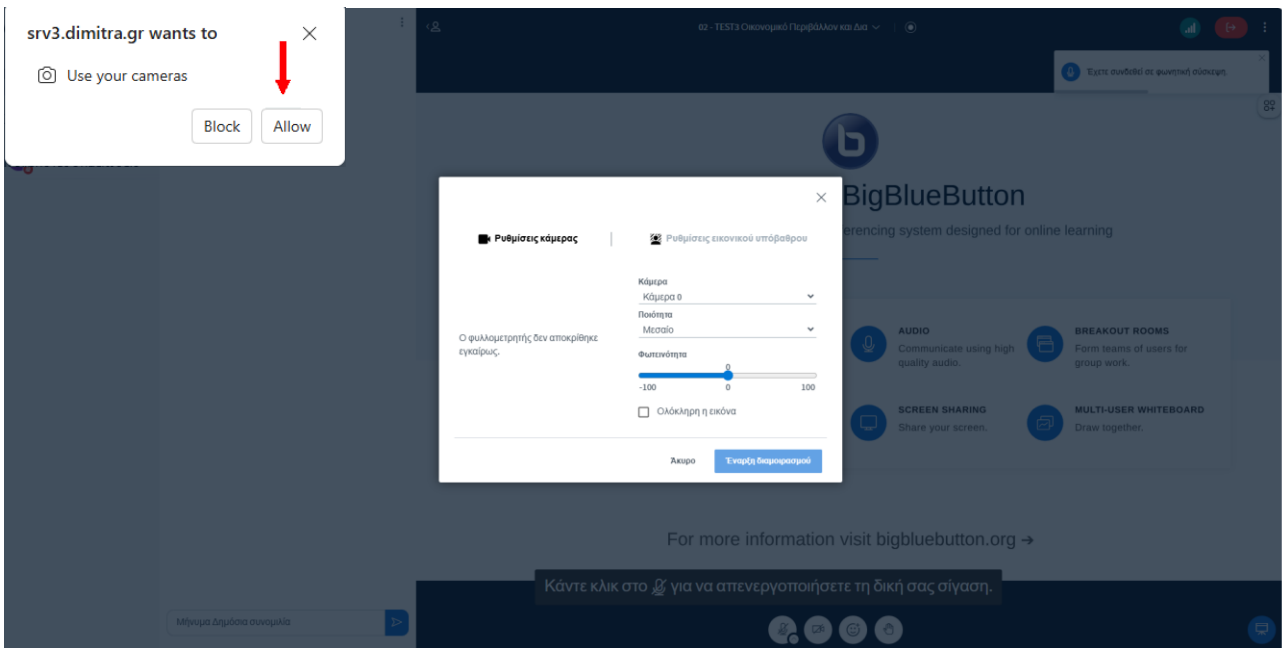 srv3.dimitra.gr wants to
Use your cameras
Block
Allow
02 - TEST3 Οικονομικό Περιβάλλον και Δια
Έχετε συνδεθεί σε φωνητική σύσκεψη
BigBlueButton
erencing system designed for online learning
Ρυθμίσεις κάμερας
Ρυθμίσεις εικονικού υπόβαθρου
Ο φυλλομετρητής δεν αποκρίθηκε
εγκαίρως.
Κάμερα
Κάμερα 0
Ποιότητα
Μεσαίο
Φωτεινότητα
0
-100 0 100
Ολόκληρη η εικόνα
Άκυρο
Έναρξη διαμοιρασμού
AUDIO
Communicate using high
quality audio.
BREAKOUT ROOMS
Form teams of users for
group work.
SCREEN SHARING
Share your screen.
MULTI-USER WHITEBOARD
Draw together.
For more information visit bigbluebutton.org →
Κάντε κλικ στο για να απενεργοποιήσετε τη δική σας σίγαση.
Μήνυμα Δημόσια συνομιλία